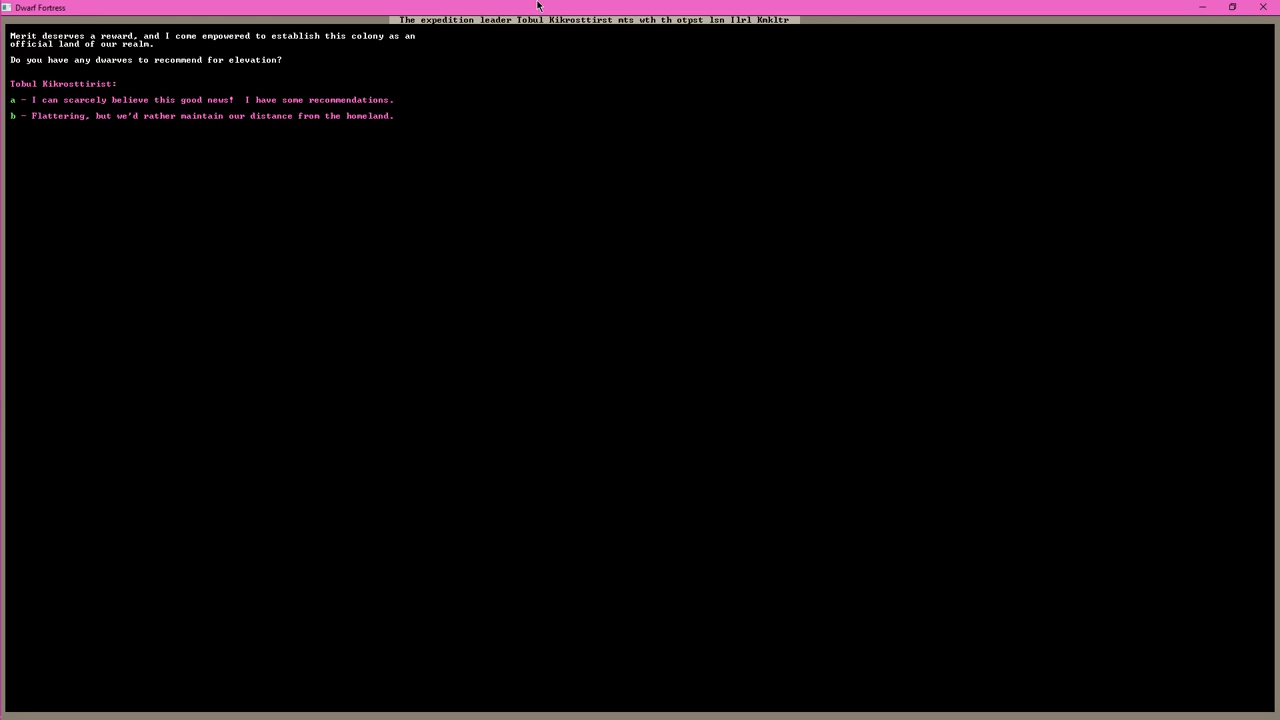 Dwarf Fortress
The expedition leader Tobul Kikrosttirst mts wth th otpst lsn Ilrl Kmkltr
Merit deserves a reward, and I come empowered to establish this colony as an
official land of our realm.
Do you have any dwarves to recommend for elevation?
Tobul Kikrosttirist:
a - I can scarcely believe this good news!  I have some recommendations.
b - Flattering, but we'd rather maintain our distance from the homeland.